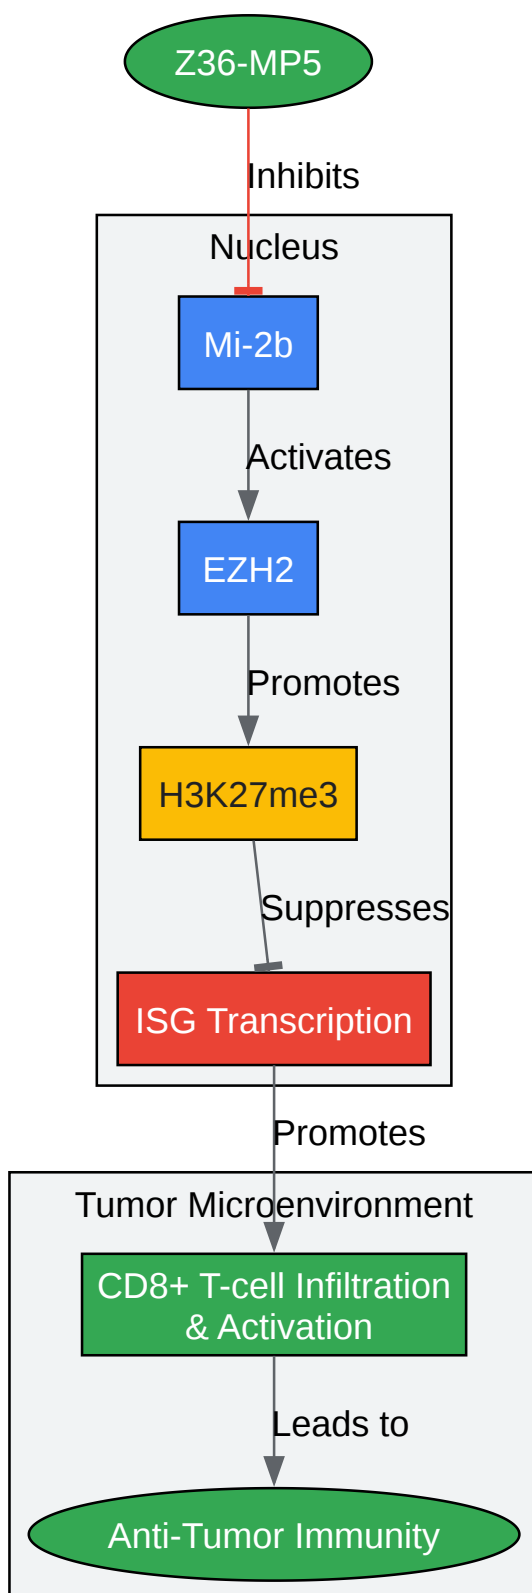 Z36-MP5
Inhibits
Nucleus
Mi-2b
Activates
EZH2
Promotes
H3K27me3
Suppresses
ISG Transcription
Promotes
Tumor Microenvironment
CD8+ T-cell Infiltration
& Activation
Leads to
Anti-Tumor Immunity